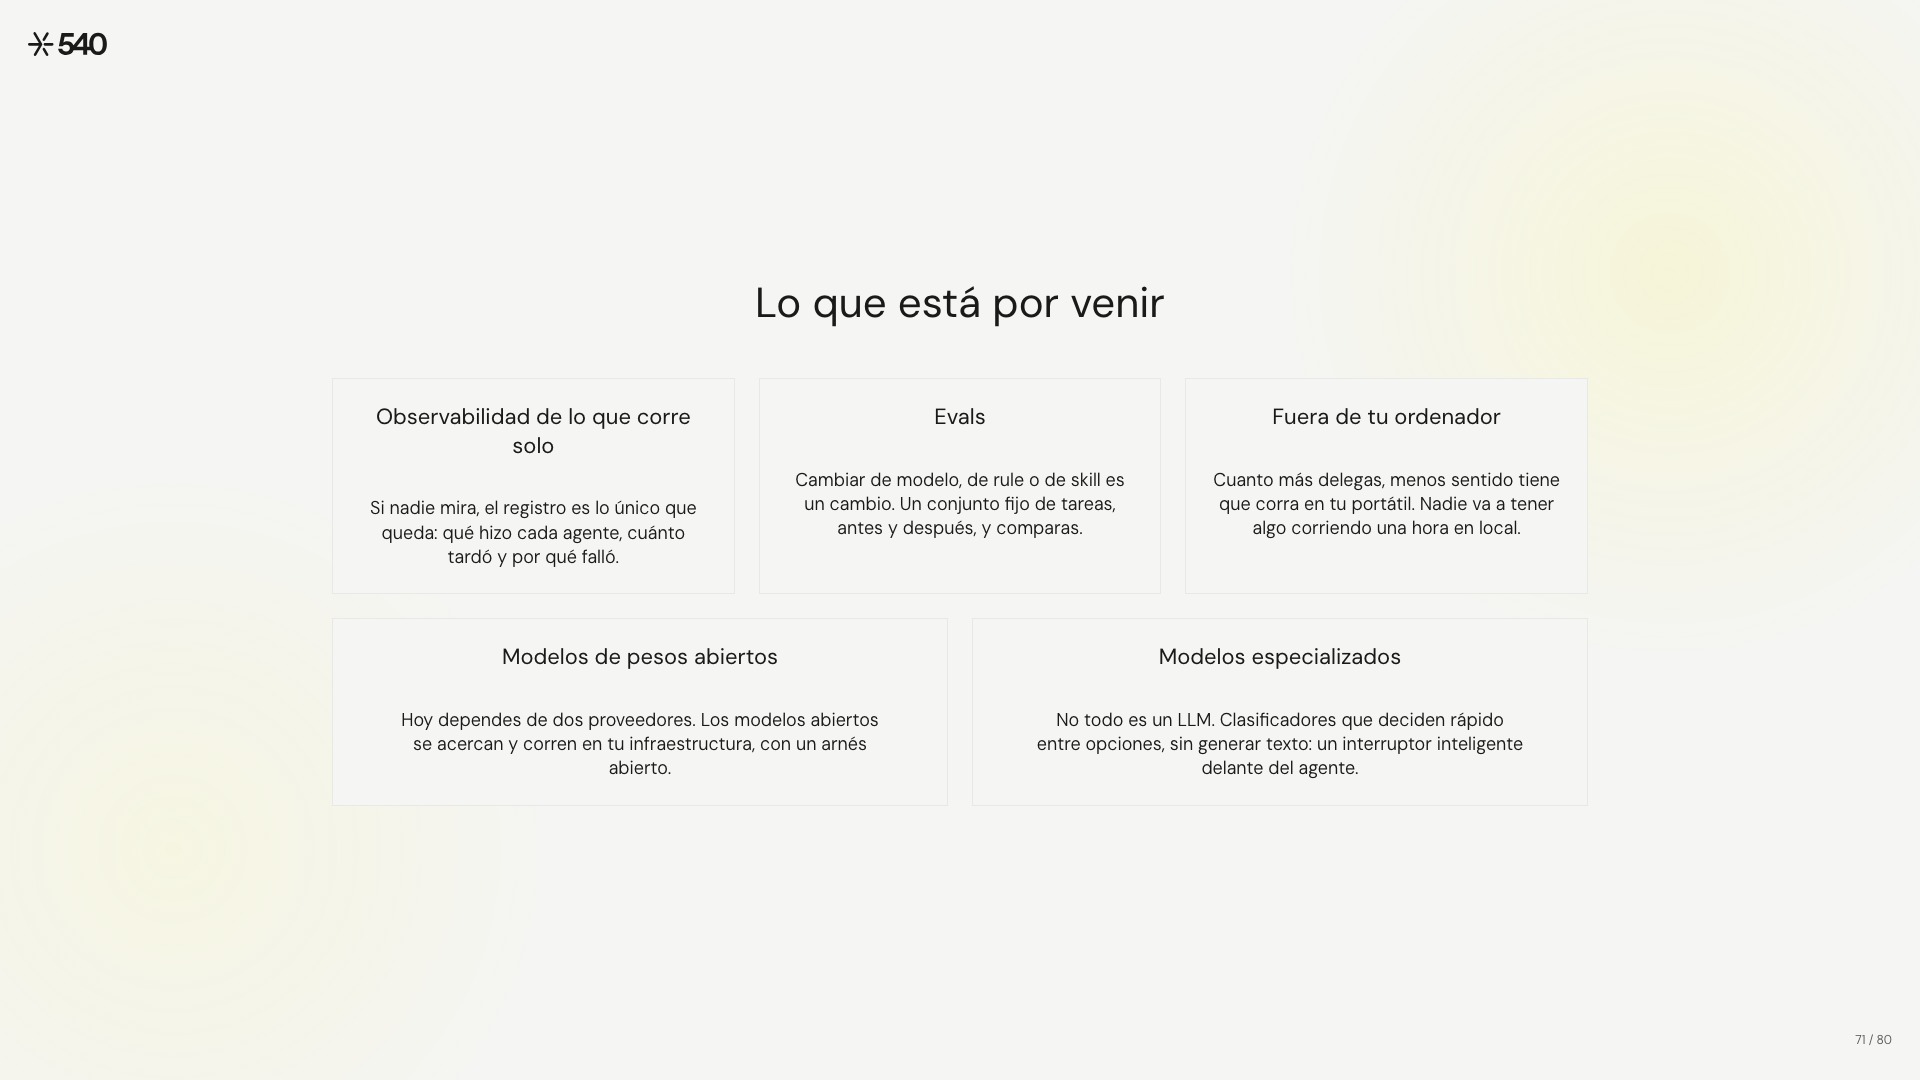 540
Lo que está por venir
Observabilidad de lo que corre
solo
Si nadie mira, el registro es lo único que
queda: qué hizo cada agente, cuánto
tardó y por qué falló.
Evals
Cambiar de modelo, de rule o de skill es
un cambio. Un conjunto fijo de tareas,
antes y después, y comparas.
Fuera de tu ordenador
Cuanto más delegas, menos sentido tiene
que corra en tu portátil. Nadie va a tener
algo corriendo una hora en local.
Modelos de pesos abiertos
Hoy dependes de dos proveedores. Los modelos abiertos
se acercan y corren en tu infraestructura, con un arnés
abierto.
Modelos especializados
No todo es un LLM. Clasificadores que deciden rápido
entre opciones, sin generar texto: un interruptor inteligente
delante del agente.
71 / 80